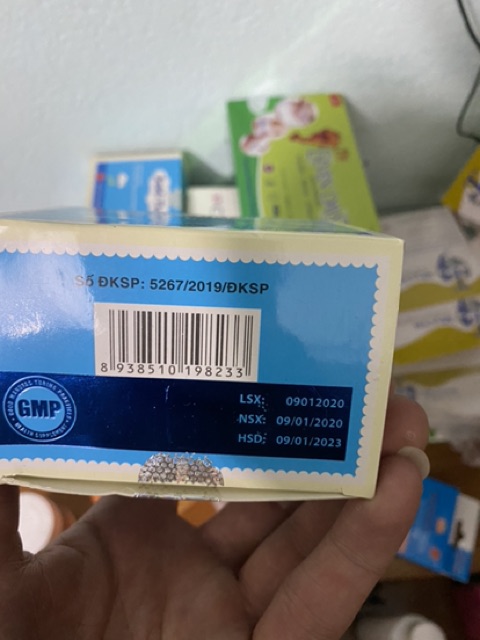 Số ĐKSP: 5267/2019/ĐKSP
8 938510 198233
GMP
LSX: 09012020
NSX: 09/01/2020
HSD: 09/01/2023